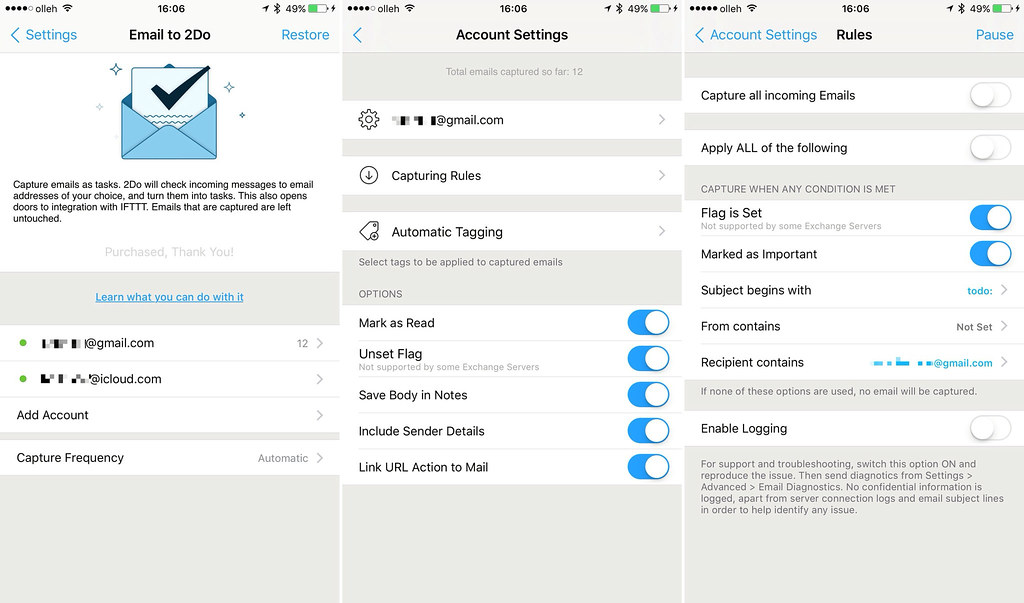 olleh 16:06 49%
Settings Email to 2Do Restore
Capture emails as tasks. 2Do will check incoming messages to email
addresses of your choice, and turn them into tasks. This also opens
doors to integration with IFTTT. Emails that are captured are left
untouched.
Purchased, Thank You!
Learn what you can do with it
@gmail.com 12
@icloud.com
Add Account
Capture Frequency Automatic
olleh 16:06 49%
Account Settings
Total emails captured so far: 12
@gmail.com
Capturing Rules
Automatic Tagging
Select tags to be applied to captured emails
OPTIONS
Mark as Read
Unset Flag
Not supported by some Exchange Servers
Save Body in Notes
Include Sender Details
Link URL Action to Mail
olleh 16:06 49%
Account Settings Rules Pause
Capture all incoming Emails
Apply ALL of the following
CAPTURE WHEN ANY CONDITION IS MET
Flag is Set
Not supported by some Exchange Servers
Marked as Important
Subject begins with todo:
From contains Not Set
Recipient contains @gmail.com
If none of these options are used, no email will be captured.
Enable Logging
For support and troubleshooting, switch this option ON and
reproduce the issue. Then send diagnotics from Settings >
Advanced > Email Diagnostics. No confidential information is
logged, apart from server connection logs and email subject lines
in order to help identify any issue.